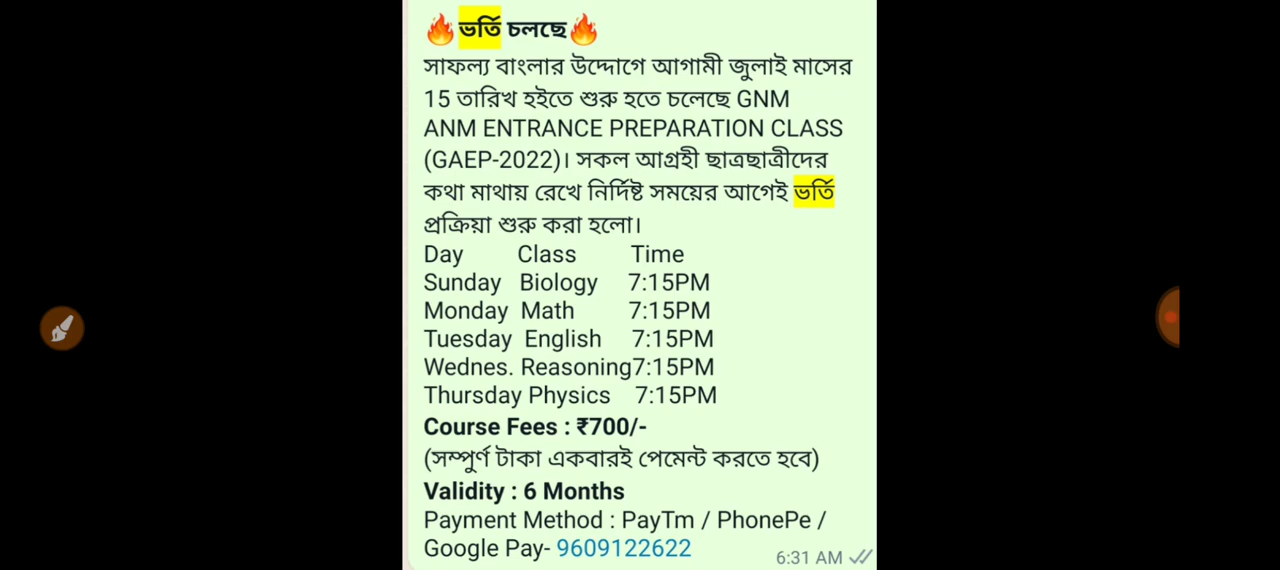 🔥ভর্তি চলছে🔥
সাফল্য বাংলার উদ্দোগে আগামী জুলাই মাসের
15 তারিখ হইতে শুরু হতে চলেছে GNM
ANM ENTRANCE PREPARATION CLASS
(GAEP-2022)। সকল আগ্রহী ছাত্রছাত্রীদের
কথা মাথায় রেখে নির্দিষ্ট সময়ের আগেই ভর্তি
প্রক্রিয়া শুরু করা হলো।
Day Class Time
Sunday Biology 7:15PM
Monday Math 7:15PM
Tuesday English 7:15PM
Wednes. Reasoning7:15PM
Thursday Physics 7:15PM
Course Fees : ₹700/-
(সম্পুর্ণ টাকা একবারই পেমেন্ট করতে হবে)
Validity : 6 Months
Payment Method : PayTm / PhonePe /
Google Pay- 9609122622
6:31 AM